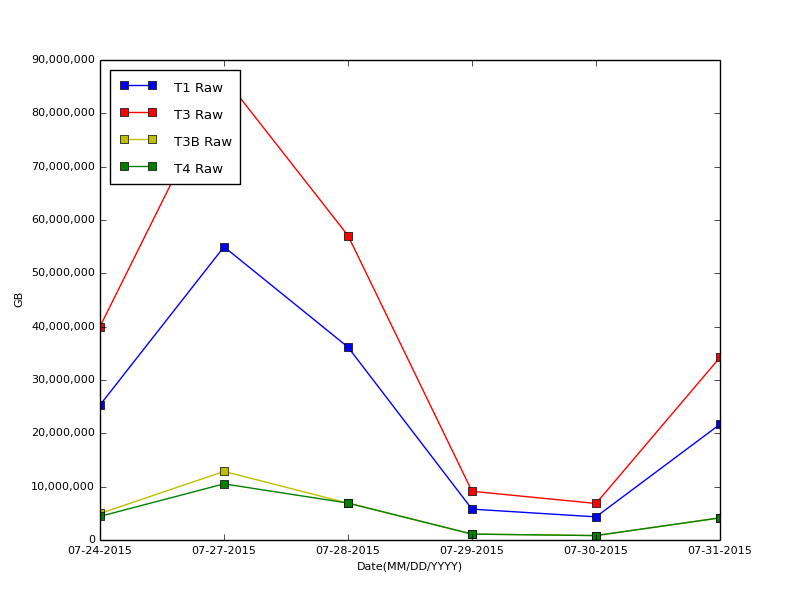 90,000,000
80,000,000
70,000,000
60,000,000
50,000,000
40,000,000
30,000,000
20,000,000
10,000,000
0
GB
T1 Raw
T3 Raw
T3B Raw
T4 Raw
07-24-2015 07-27-2015 07-28-2015 07-29-2015 07-30-2015 07-31-2015
Date(MM/DD/YYYY)